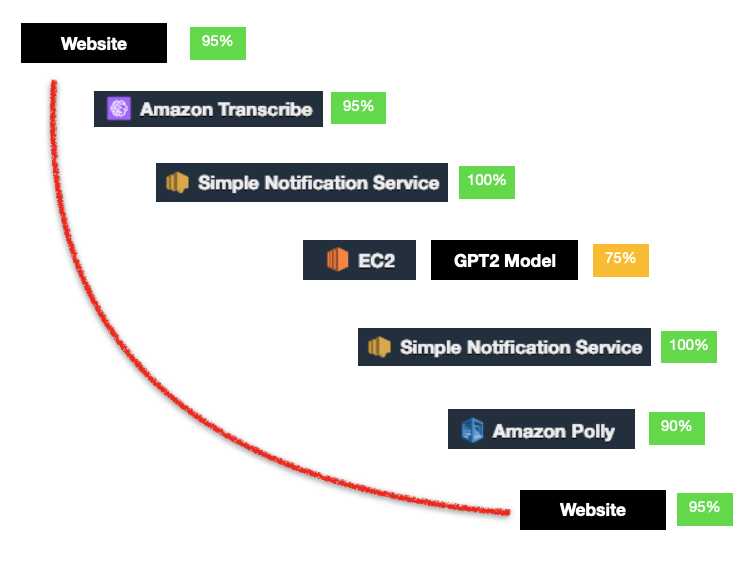 Website 95%
Amazon Transcribe 95%
Simple Notification Service 100%
EC2 GPT2 Model 75%
Simple Notification Service 100%
Amazon Polly 90%
Website 95%